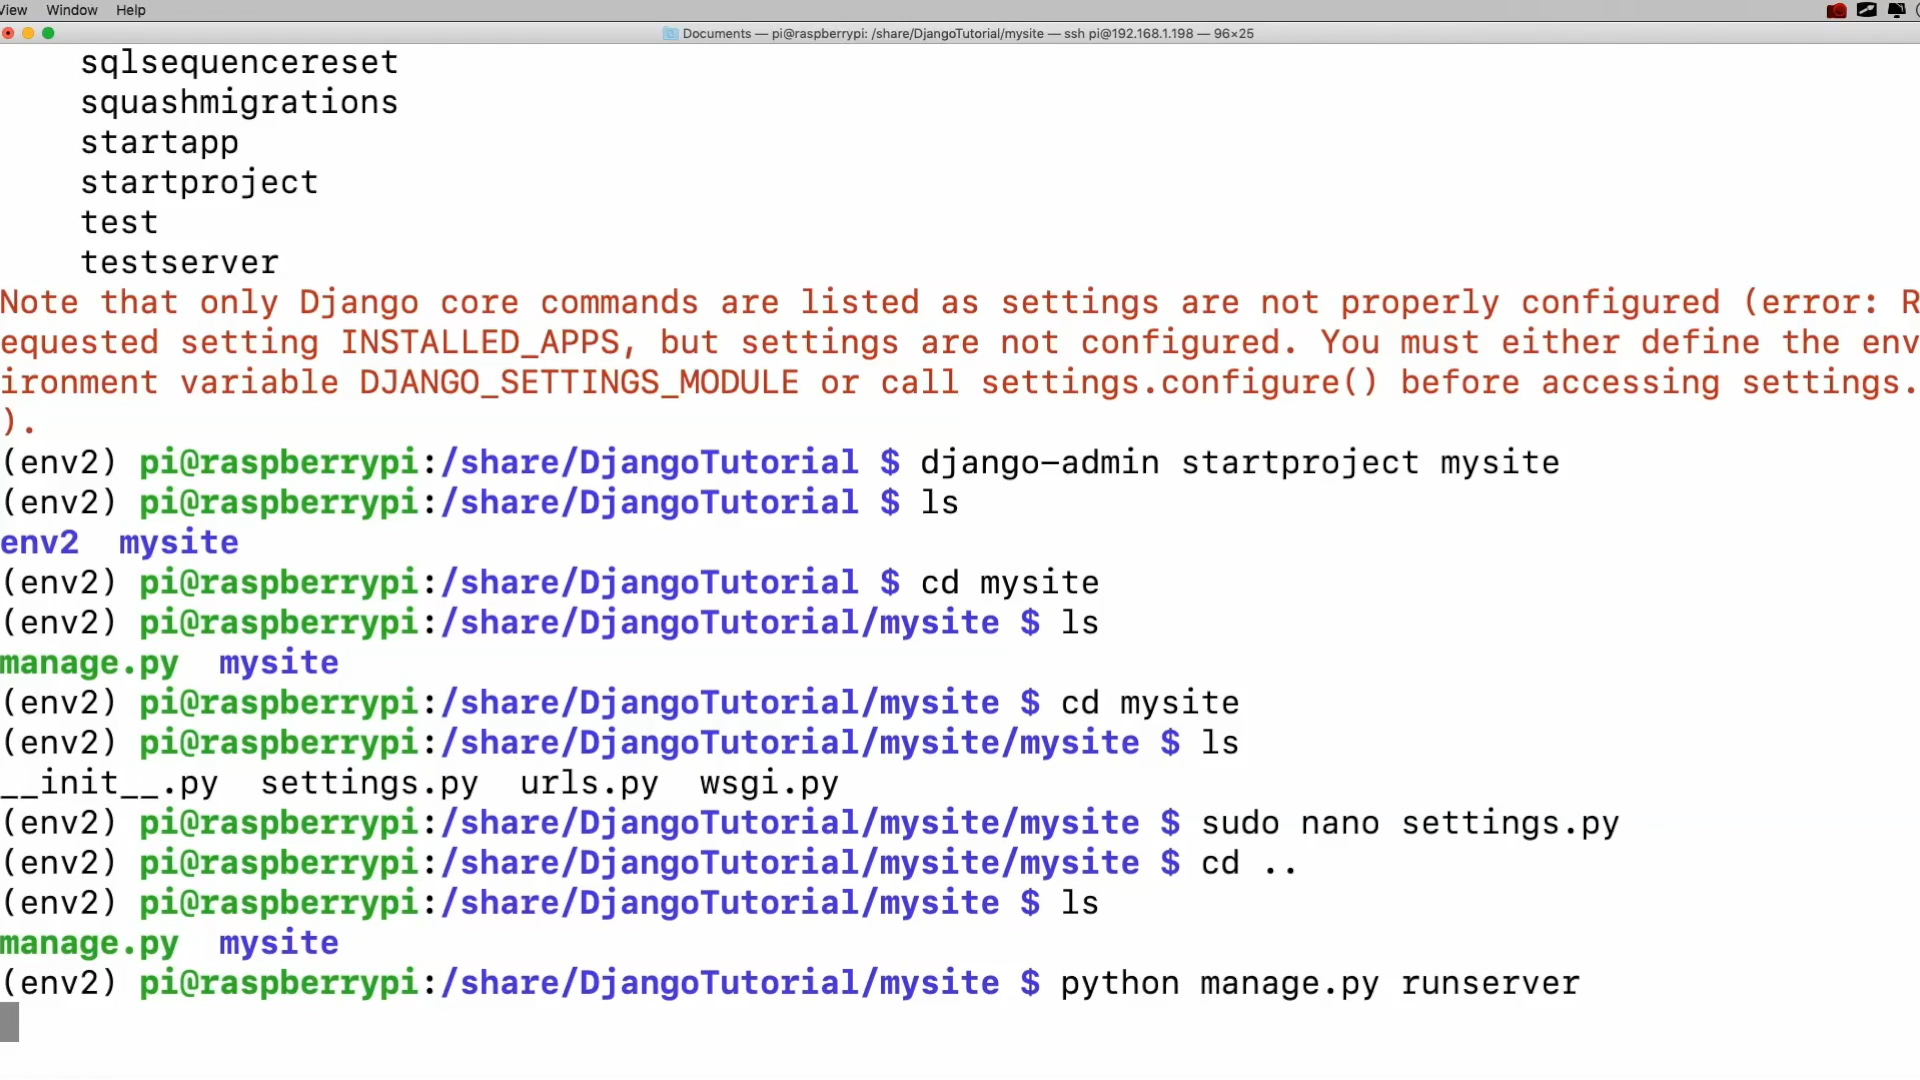 View Window Help
Documents — pi@raspberrypi: /share/DjangoTutorial/mysite — ssh pi@192.168.1.198 — 96×25
sqlsequencereset
squashmigrations
startapp
startproject
test
testserver
Note that only Django core commands are listed as settings are not properly configured (error: R
equested setting INSTALLED_APPS, but settings are not configured. You must either define the env
ironment variable DJANGO_SETTINGS_MODULE or call settings.configure() before accessing settings.
).
(env2) pi@raspberrypi:/share/DjangoTutorial $ django-admin startproject mysite
(env2) pi@raspberrypi:/share/DjangoTutorial $ ls
env2  mysite
(env2) pi@raspberrypi:/share/DjangoTutorial $ cd mysite
(env2) pi@raspberrypi:/share/DjangoTutorial/mysite $ ls
manage.py  mysite
(env2) pi@raspberrypi:/share/DjangoTutorial/mysite $ cd mysite
(env2) pi@raspberrypi:/share/DjangoTutorial/mysite/mysite $ ls
__init__.py  settings.py  urls.py  wsgi.py
(env2) pi@raspberrypi:/share/DjangoTutorial/mysite/mysite $ sudo nano settings.py
(env2) pi@raspberrypi:/share/DjangoTutorial/mysite/mysite $ cd ..
(env2) pi@raspberrypi:/share/DjangoTutorial/mysite $ ls
manage.py  mysite
(env2) pi@raspberrypi:/share/DjangoTutorial/mysite $ python manage.py runserver